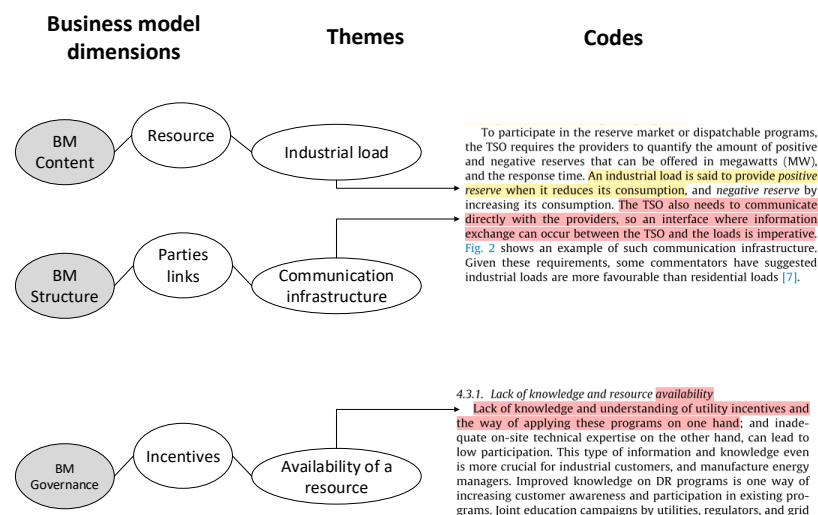 Business model
dimensions
Themes
Codes
BM
Content
Resource
Industrial load
To participate in the reserve market or dispatchable programs,
the TSO requires the providers to quantify the amount of positive
and negative reserves that can be offered in megawatts (MW),
and the response time. An industrial load is said to provide positive
reserve when it reduces its consumption, and negative reserve by
increasing its consumption. The TSO also needs to communicate
directly with the providers, so an interface where information
exchange can occur between the TSO and the loads is imperative.
Fig. 2 shows an example of such communication infrastructure.
Given these requirements, some commentators have suggested
industrial loads are more favourable than residential loads [7].
BM
Structure
Parties
links
Communication
infrastructure
4.3.1. Lack of knowledge and resource availability
Lack of knowledge and understanding of utility incentives and
the way of applying these programs on one hand; and inade-
quate on-site technical expertise on the other hand, can lead to
low participation. This type of information and knowledge even
is more crucial for industrial customers, and manufacture energy
managers. Improved knowledge on DR programs is one way of
increasing customer awareness and participation in existing pro-
grams. Joint education campaigns by utilities, regulators, and grid
BM
Governance
Incentives
Availability of a
resource